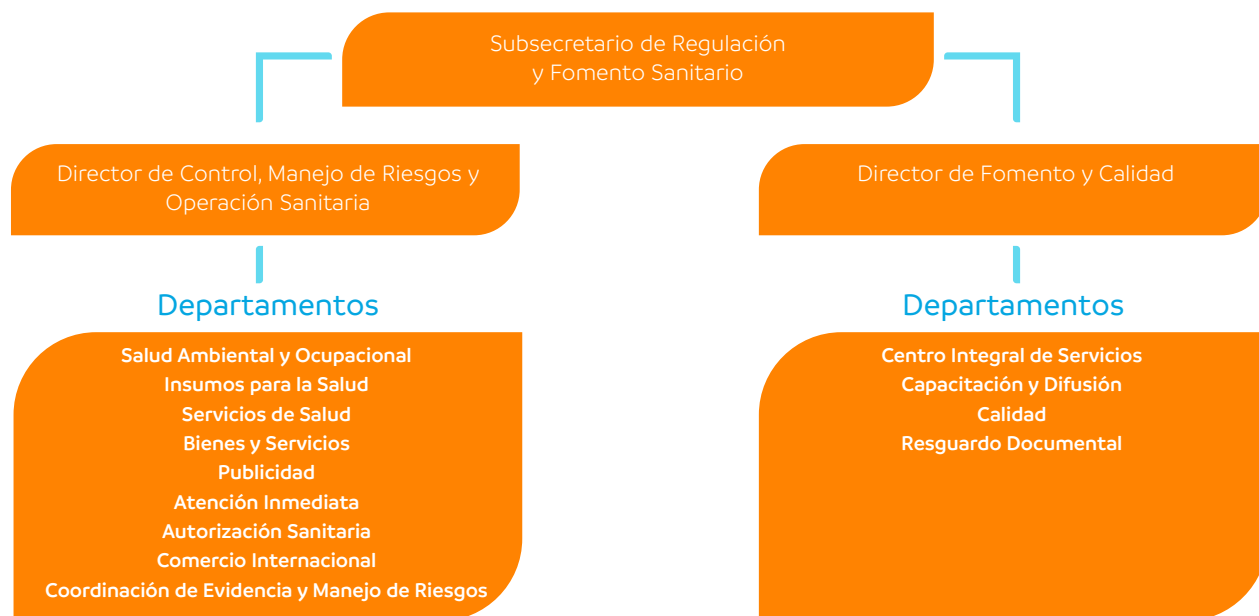 Subsecretario de Regulación
y Fomento Sanitario
Director de Control, Manejo de Riesgos y
Operación Sanitaria
Director de Fomento y Calidad
Departamentos
Salud Ambiental y Ocupacional
Insumos para la Salud
Servicios de Salud
Bienes y Servicios
Publicidad
Atención Inmediata
Autorización Sanitaria
Comercio Internacional
Coordinación de Evidencia y Manejo de Riesgos
Departamentos
Centro Integral de Servicios
Capacitación y Difusión
Calidad
Resguardo Documental